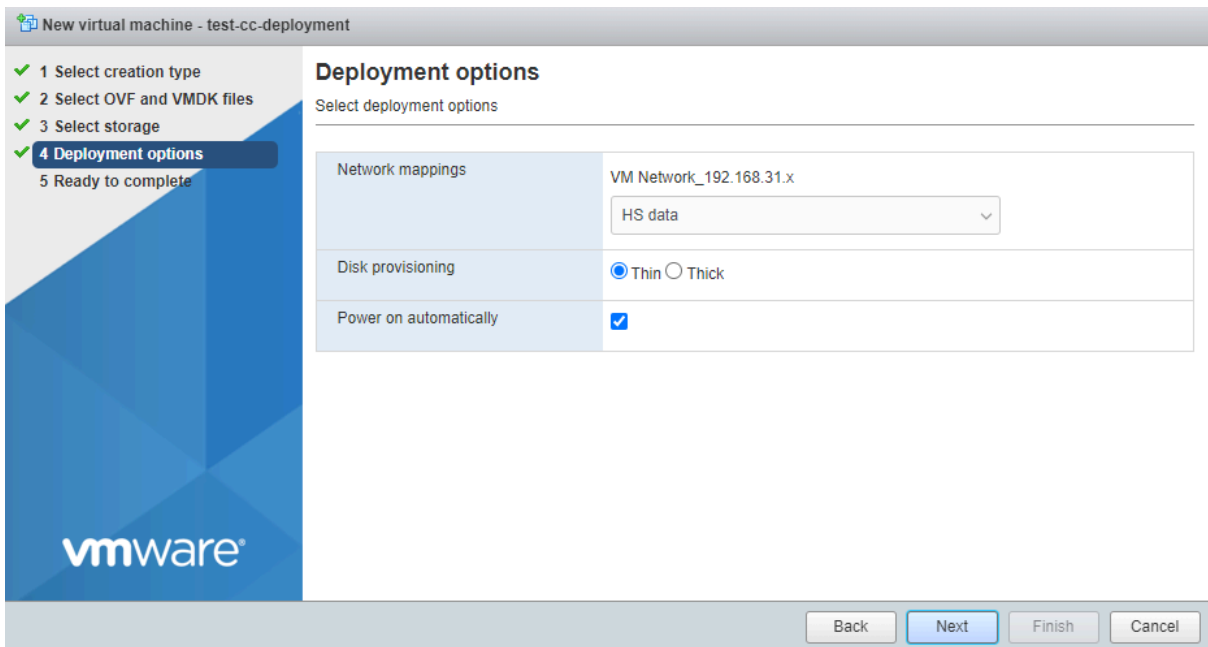 New virtual machine - test-cc-deployment
1 Select creation type
2 Select OVF and VMDK files
3 Select storage
4 Deployment options
5 Ready to complete
vmware®
Deployment options
Select deployment options
Network mappings
VM Network_192.168.31.x
HS data
Disk provisioning
Thin Thick
Power on automatically
Back Next Finish Cancel